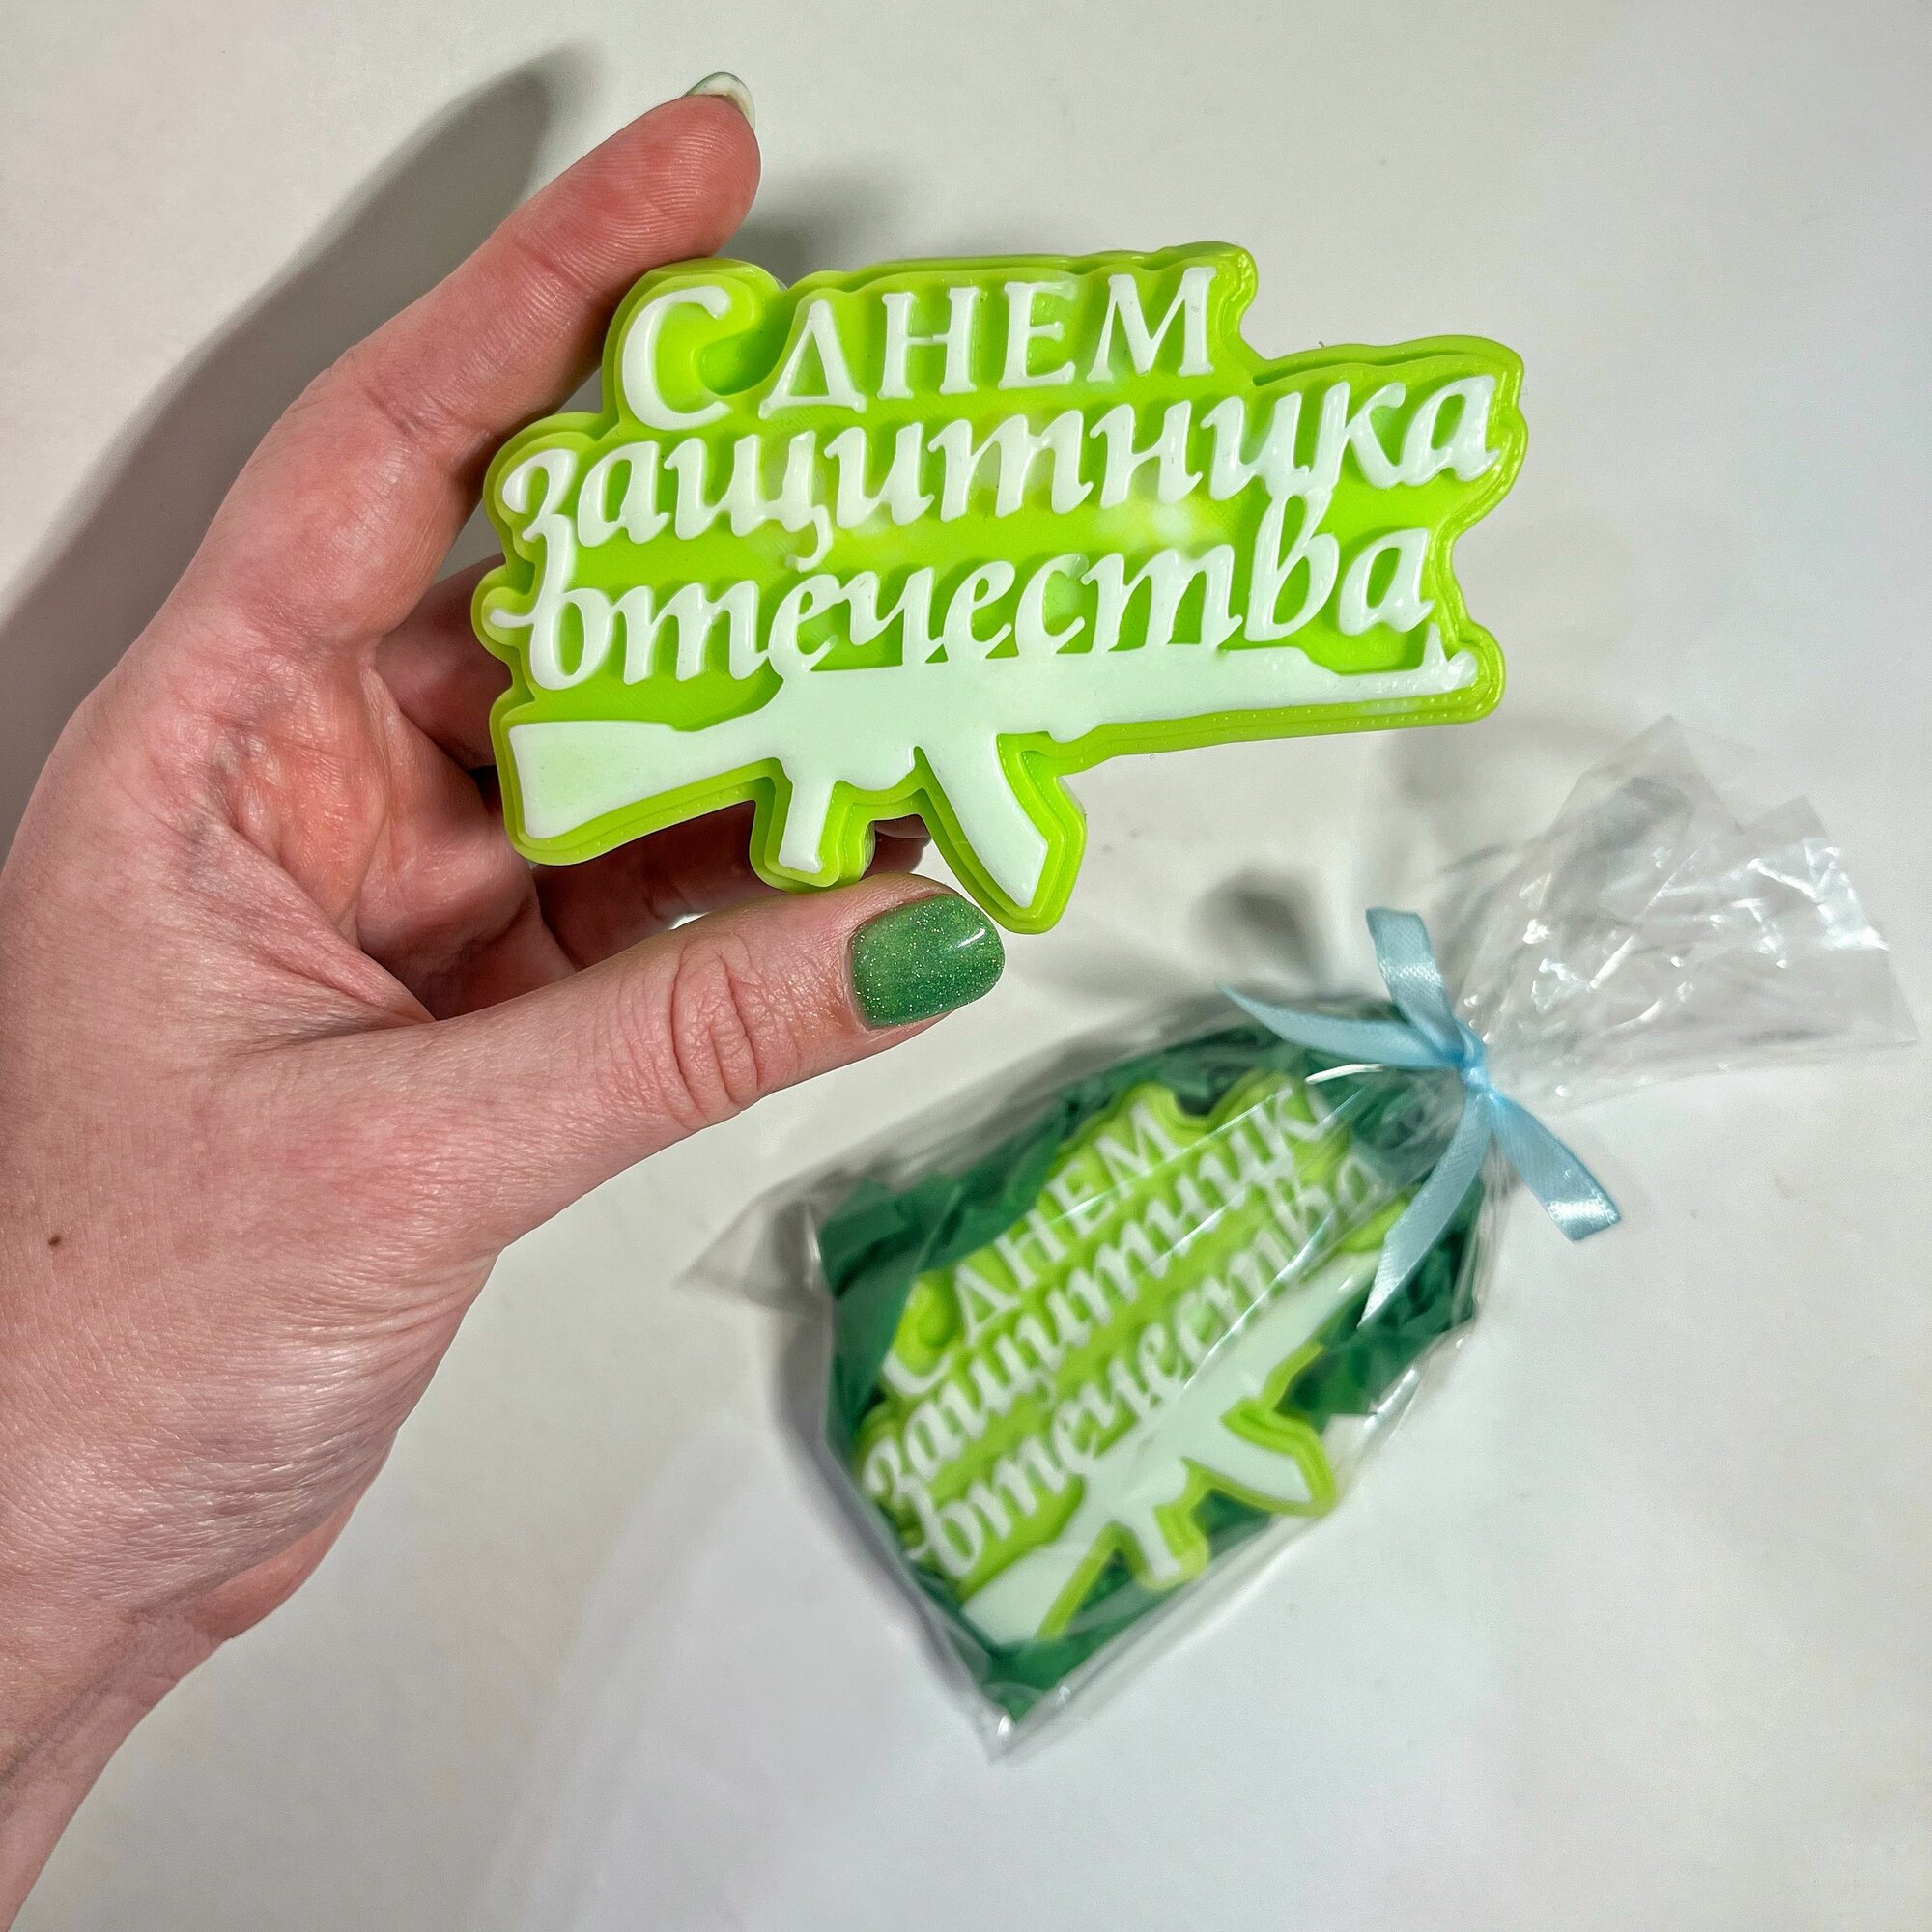 С ДНЕМ
защитника
отечества
С ДНЕМ
защитника
отечества